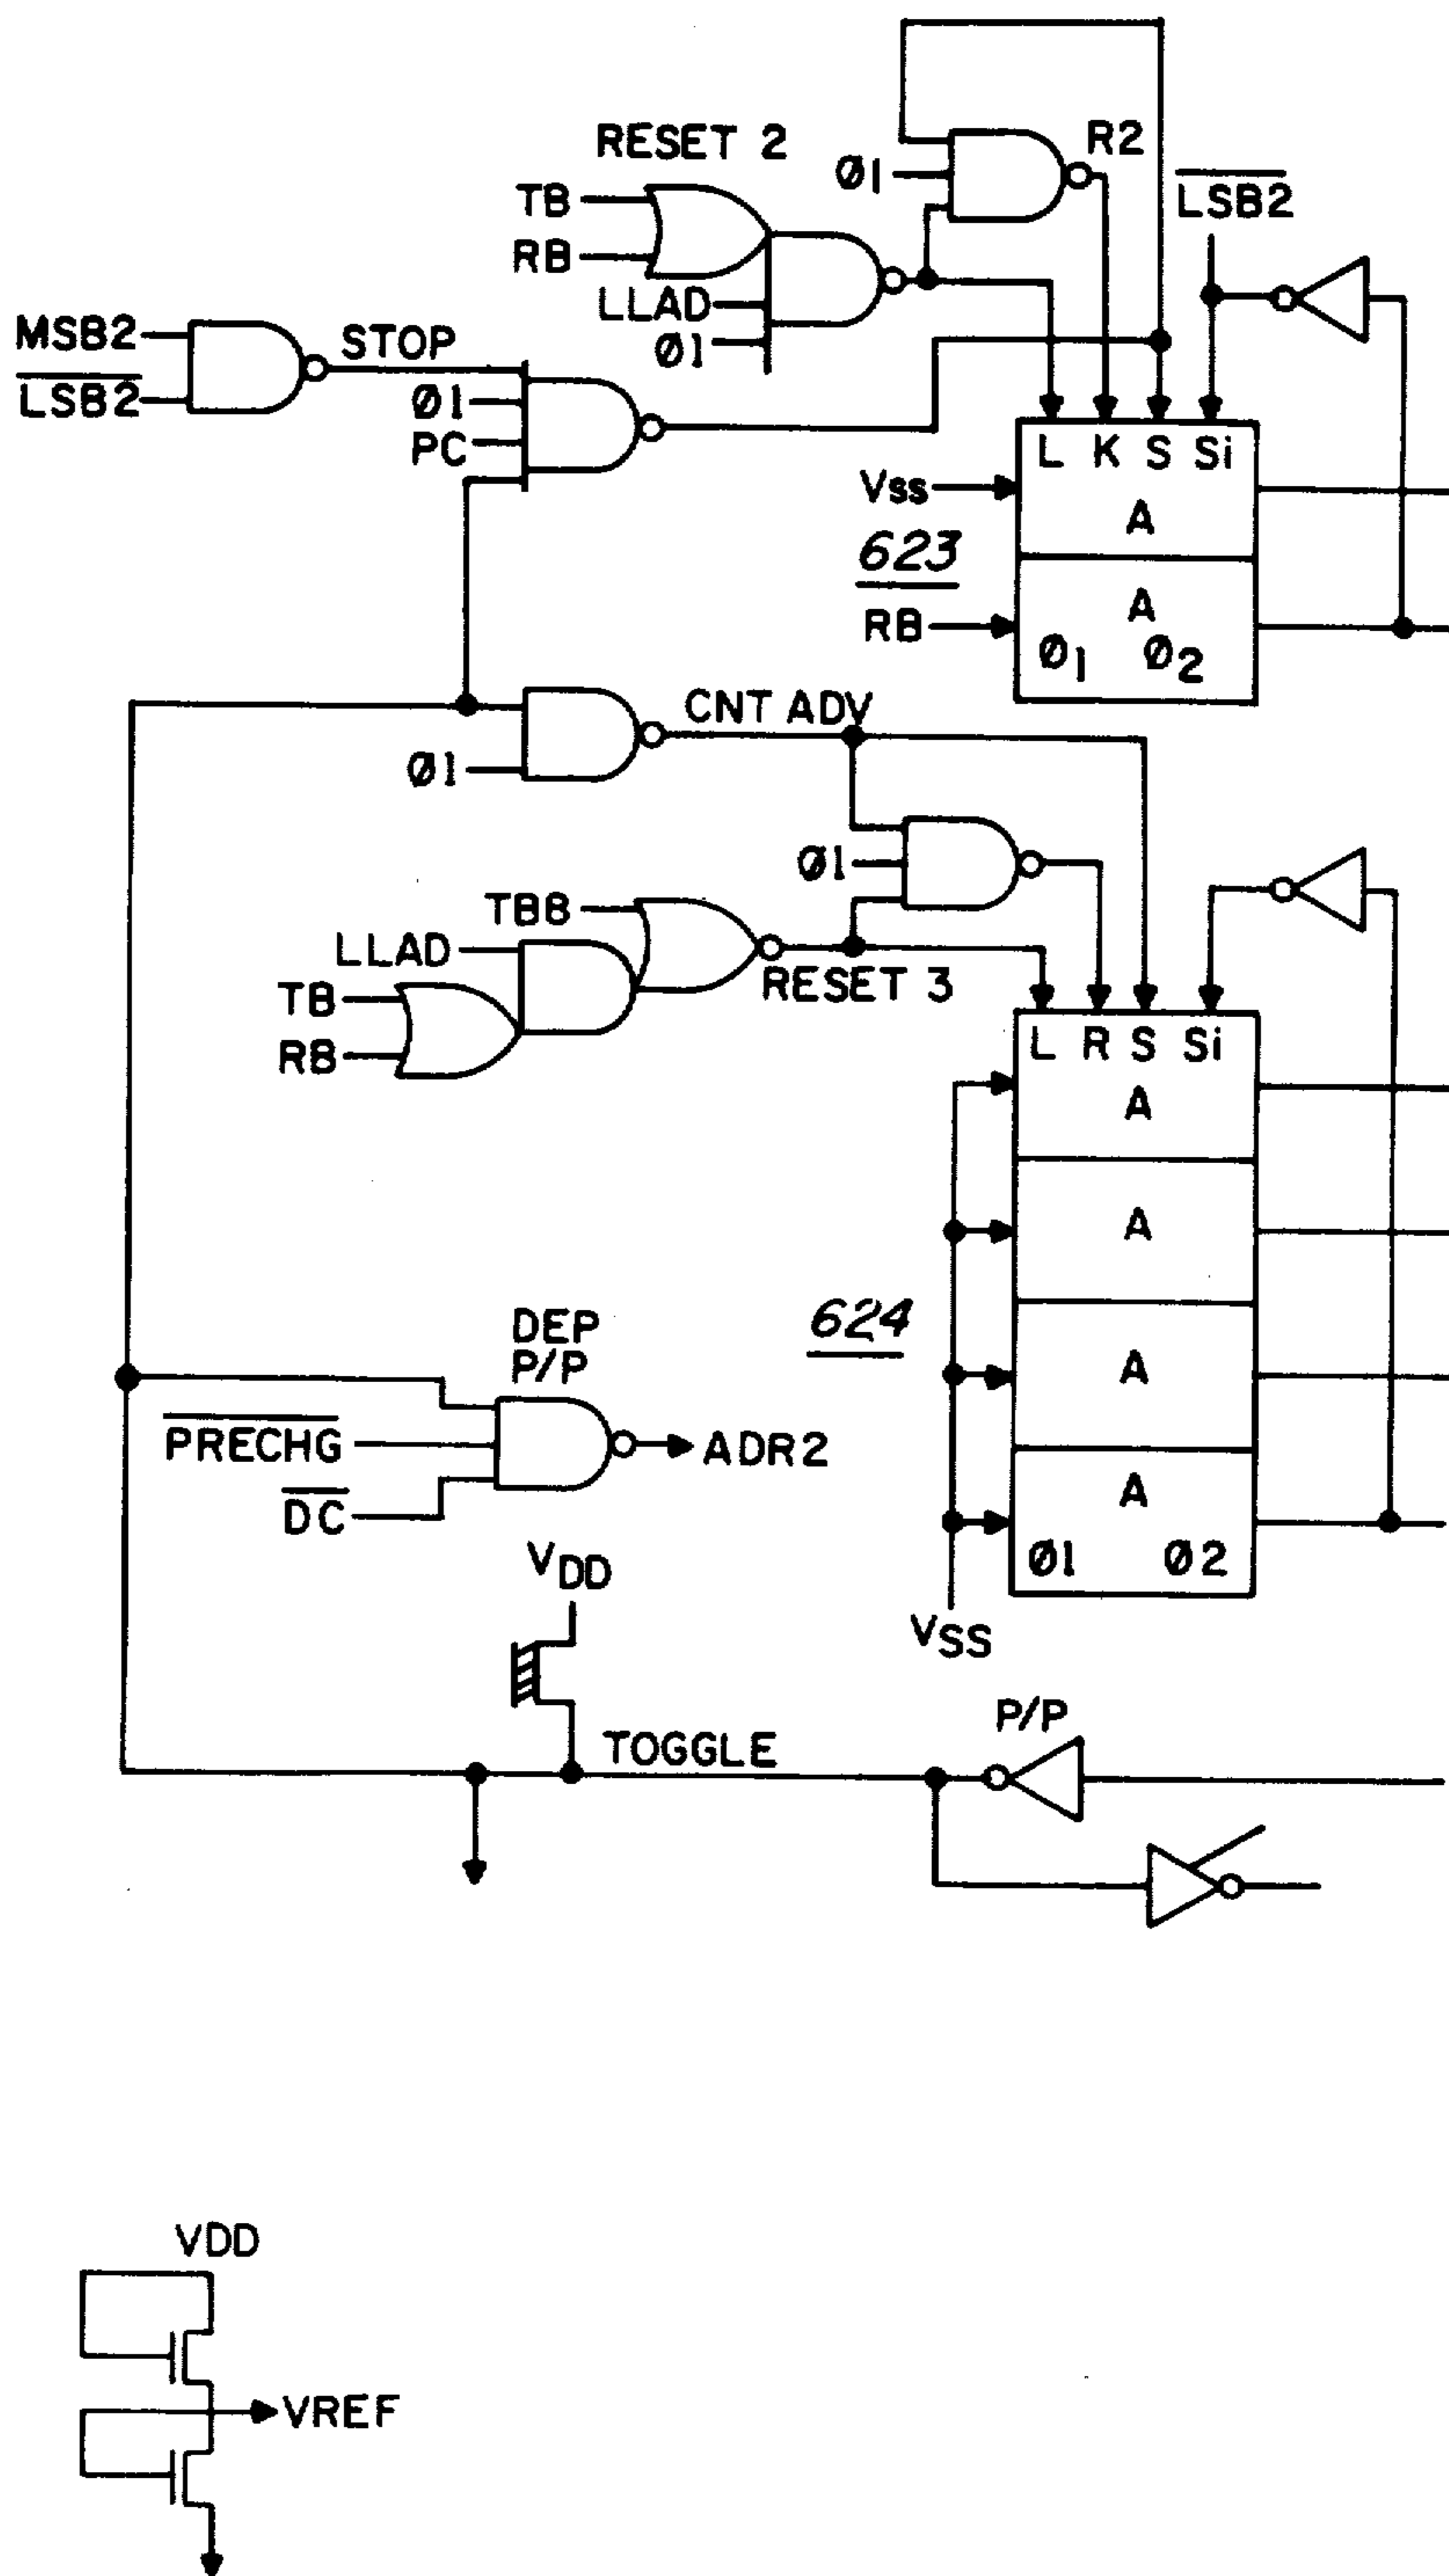 RESET 2
R2
Ø1
LSB2
TB
RB
LLAD
Ø1
MSB2
STOP
LSB2
Ø1
PC
L K S Si
Vss
A
623
A
RB
Ø1 Ø2
CNT ADV
Ø1
Ø1
TB8
LLAD
RESET 3
TB
RB
L R S Si
A
A
DEP
P/P
624
A
PRECHG
ADR2
A
DC
Ø1 Ø2
VDD
VSS
P/P
TOGGLE
VDD
VREF